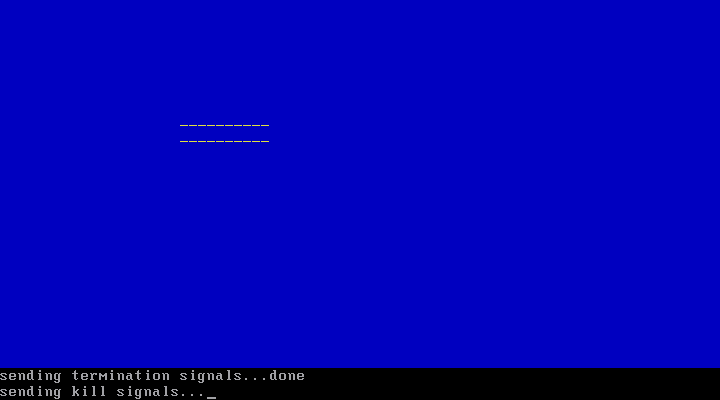 sending termination signals...done
sending kill signals..._